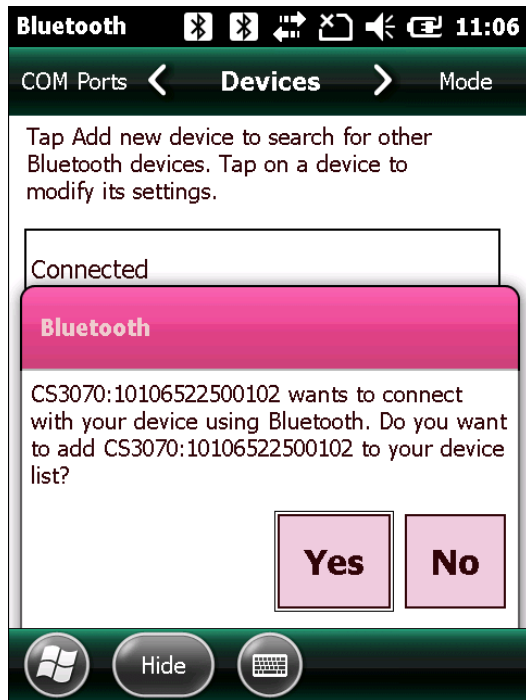 Bluetooth 11:06
COM Ports Devices Mode
Tap Add new device to search for other
Bluetooth devices. Tap on a device to
modify its settings.
Connected
Bluetooth
CS3070:10106522500102 wants to connect
with your device using Bluetooth. Do you want
to add CS3070:10106522500102 to your device
list?
Yes No
Hide